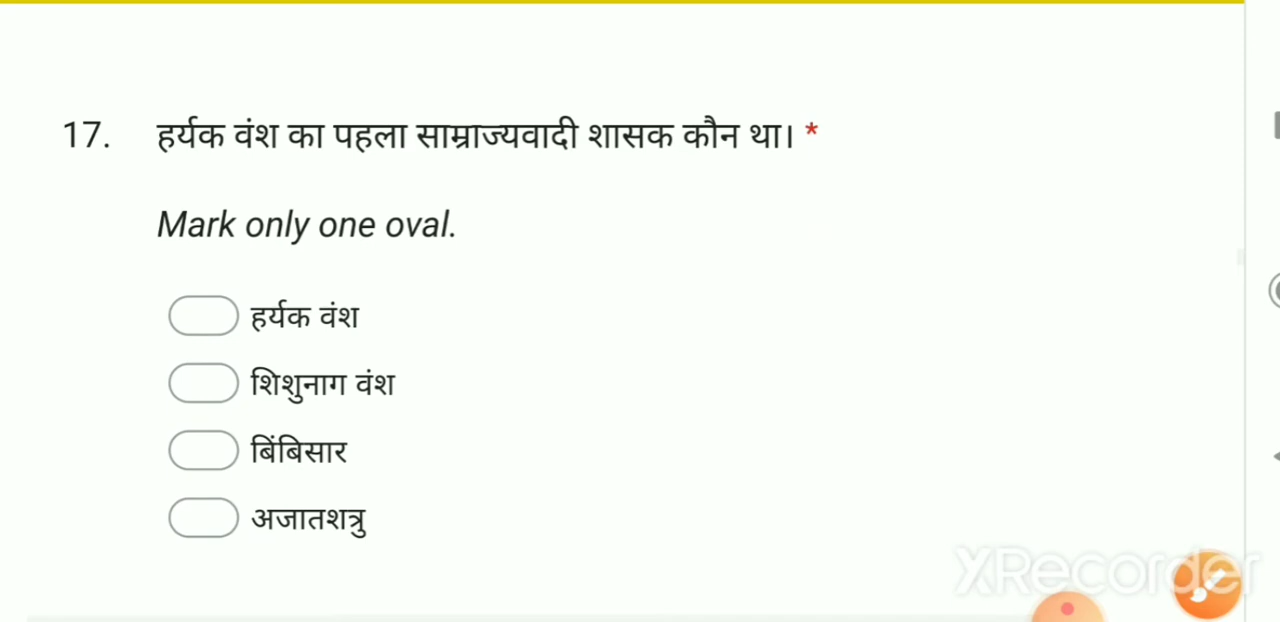 17. हर्यक वंश का पहला साम्राज्यवादी शासक कौन था। *
Mark only one oval.
हर्यक वंश
शिशुनाग वंश
बिंबिसार
अजातशत्रु
XRecorder